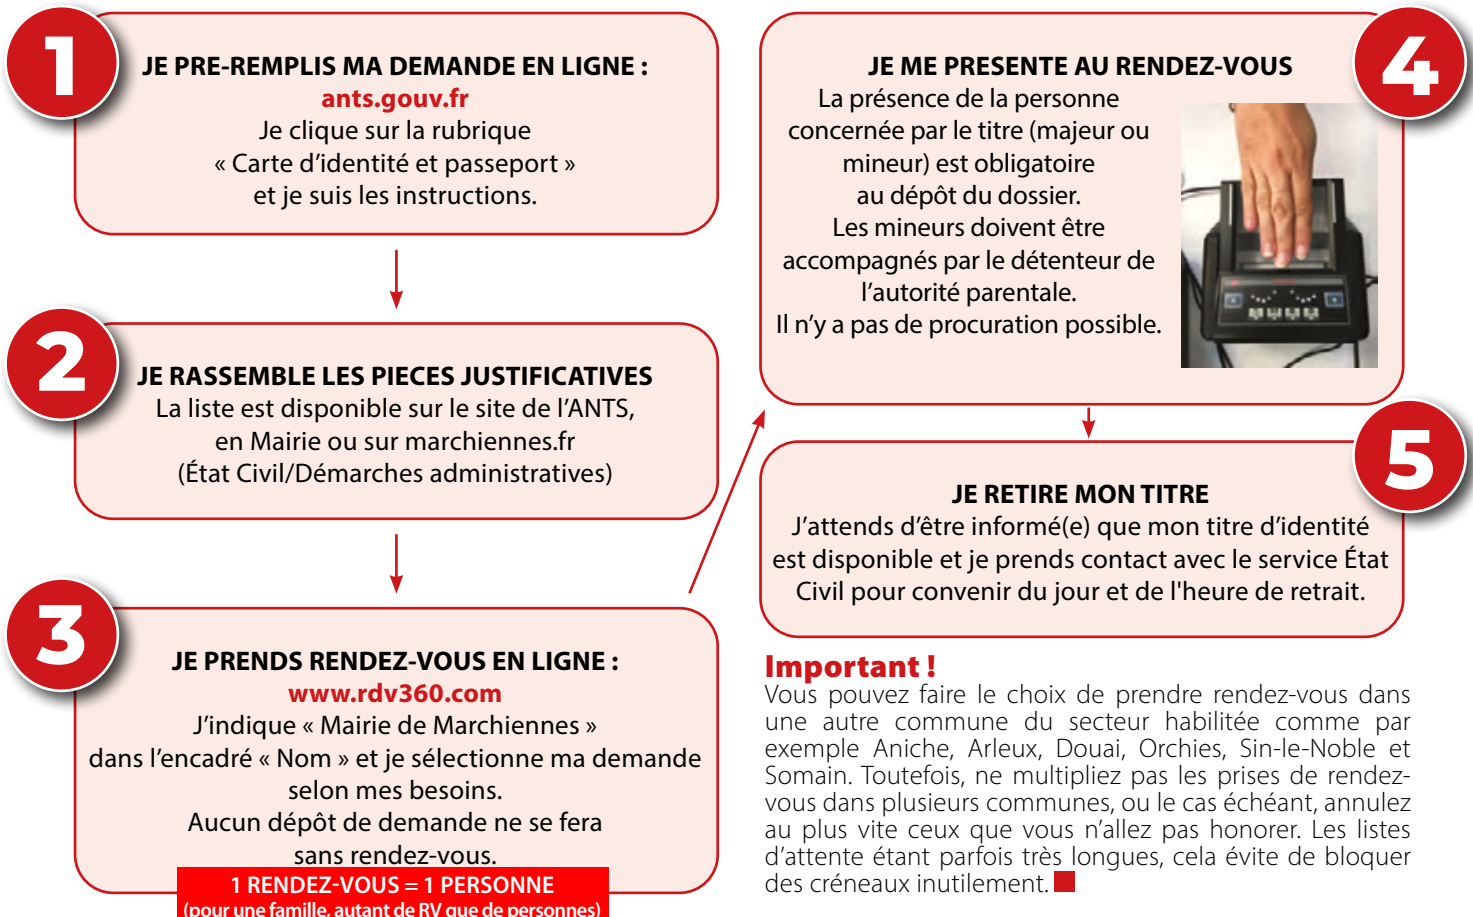 1
JE PRE-REMPLIS MA DEMANDE EN LIGNE :
ants.gouv.fr
Je clique sur la rubrique
« Carte d’identité et passeport »
et je suis les instructions.
2
JE RASSEMBLE LES PIECES JUSTIFICATIVES
La liste est disponible sur le site de l’ANTS,
en Mairie ou sur marchiennes.fr
(État Civil/Démarches administratives)
3
JE PRENDS RENDEZ-VOUS EN LIGNE :
www.rdv360.com
J’indique « Mairie de Marchiennes »
dans l’encadré « Nom » et je sélectionne ma demande
selon mes besoins.
Aucun dépôt de demande ne se fera
sans rendez-vous.
1 RENDEZ-VOUS = 1 PERSONNE
(pour une famille, autant de RV que de personnes)
4
JE ME PRESENTE AU RENDEZ-VOUS
La présence de la personne
concernée par le titre (majeur ou
mineur) est obligatoire
au dépôt du dossier.
Les mineurs doivent être
accompagnés par le détenteur de
l’autorité parentale.
Il n’y a pas de procuration possible.
5
JE RETIRE MON TITRE
J’attends d’être informé(e) que mon titre d’identité
est disponible et je prends contact avec le service État
Civil pour convenir du jour et de l'heure de retrait.
Important !
Vous pouvez faire le choix de prendre rendez-vous dans
une autre commune du secteur habilitée comme par
exemple Aniche, Arleux, Douai, Orchies, Sin-le-Noble et
Somain. Toutefois, ne multipliez pas les prises de rendez-
vous dans plusieurs communes, ou le cas échéant, annulez
au plus vite ceux que vous n’allez pas honorer. Les listes
d’attente étant parfois très longues, cela évite de bloquer
des créneaux inutilement.